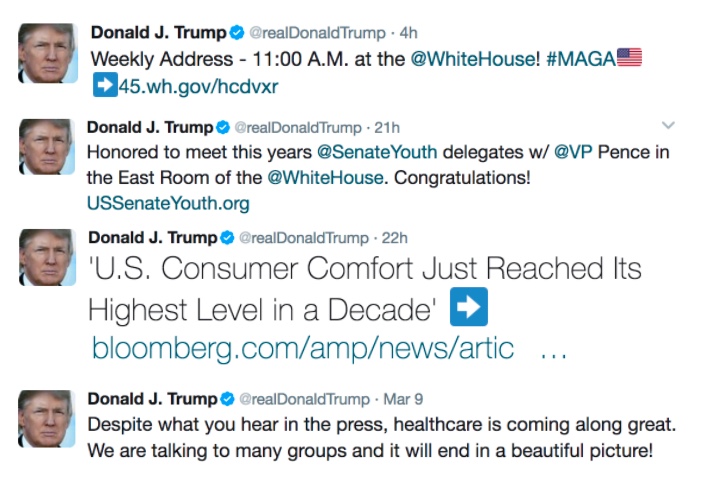 Donald J. Trump @realDonaldTrump · 4h
Weekly Address - 11:00 A.M. at the @WhiteHouse! #MAGA🇺🇸
➡️45.wh.gov/hcdvxr
Donald J. Trump @realDonaldTrump · 21h
Honored to meet this years @SenateYouth delegates w/ @VP Pence in
the East Room of the @WhiteHouse. Congratulations!
USSenateYouth.org
Donald J. Trump @realDonaldTrump · 22h
'U.S. Consumer Comfort Just Reached Its
Highest Level in a Decade' ➡️
bloomberg.com/amp/news/artic ...
Donald J. Trump @realDonaldTrump · Mar 9
Despite what you hear in the press, healthcare is coming along great.
We are talking to many groups and it will end in a beautiful picture!